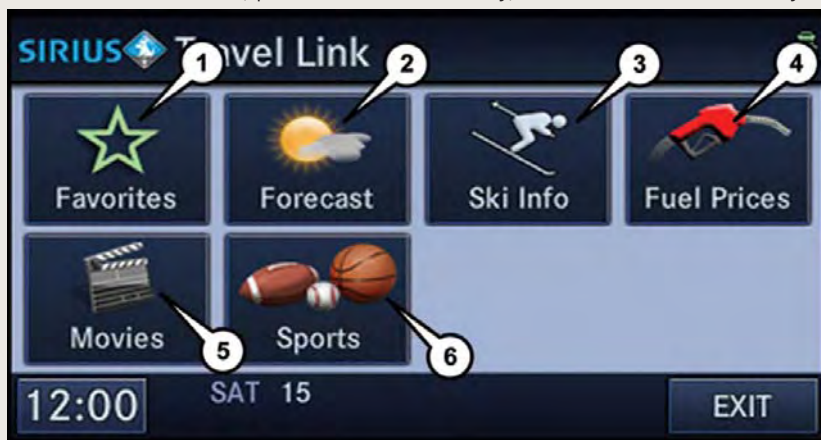 SIRIUS Travel Link
1 2 3 4
Favorites Forecast Ski Info Fuel Prices
Movies Sports
5 6
12:00 SAT 15 EXIT